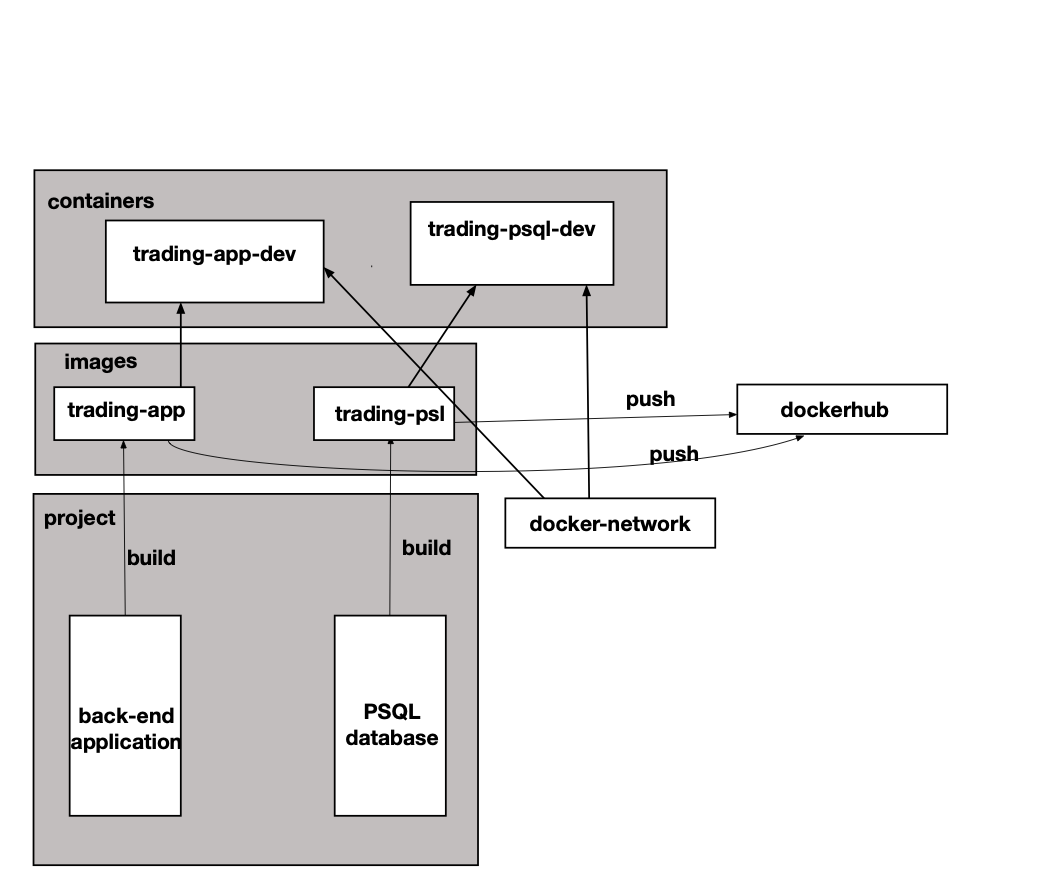 containers
trading-app-dev
trading-psql-dev
images
trading-app
trading-psl
push
dockerhub
push
project
docker-network
build
build
back-end
application
PSQL
database